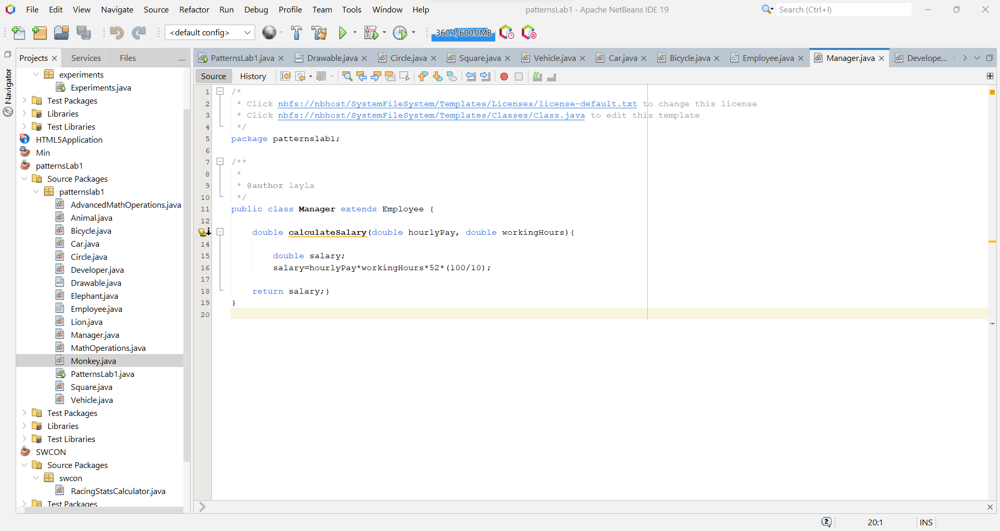 File Edit View Navigate Source Refactor Run Debug Profile Team Tools Window Help
patternsLab1 - Apache NetBeans IDE 19
Search (Ctrl+I)
<default config>
360.1/600.0MB
Navigator
Projects Services Files
experiments
Experiments.java
Test Packages
Libraries
Test Libraries
HTML5Application
Min
patternsLab1
Source Packages
patternslab1
AdvancedMathOperations.java
Animal.java
Bicycle.java
Car.java
Circle.java
Developer.java
Drawable.java
Elephant.java
Employee.java
Lion.java
Manager.java
MathOperations.java
Monkey.java
PatternsLab1.java
Square.java
Vehicle.java
Test Packages
Libraries
Test Libraries
SWCON
Source Packages
swcon
RacingStatsCalculator.java
Test Packages
PatternsLab1.java Drawable.java Circle.java Square.java Vehicle.java Car.java Bicycle.java Employee.java Manager.java Develope...
Source History
1 /*
2 * Click nbfs://nbhost/SystemFileSystem/Templates/Licenses/license-default.txt to change this license
3 * Click nbfs://nbhost/SystemFileSystem/Templates/Classes/Class.java to edit this template
4 */
5 package patternslab1;
6
7 /**
8 *
9 * @author layla
10 */
11 public class Manager extends Employee {
12
double calculateSalary(double hourlyPay, double workingHours){
14
15 double salary;
16 salary=hourlyPay*workingHours*52*(100/10);
17
18 return salary;}
19 }
20
2
20:1 INS